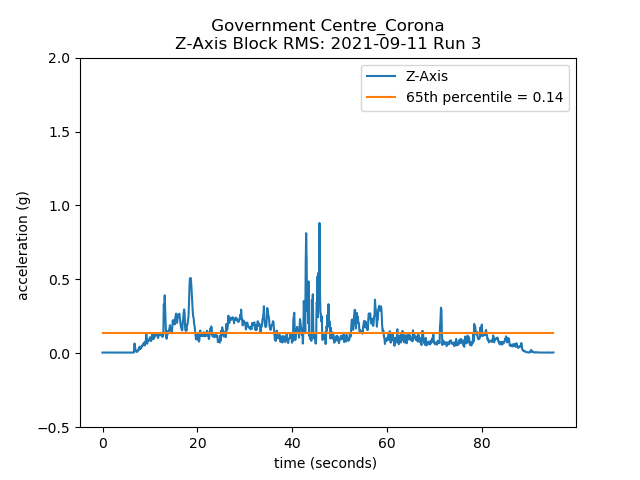 Government Centre_Corona
Z-Axis Block RMS: 2021-09-11 Run 3
2.0
Z-Axis
65th percentile = 0.14
1.5
1.0
acceleration (g)
0.5
0.0
−0.5
0 20 40 60 80
time (seconds)